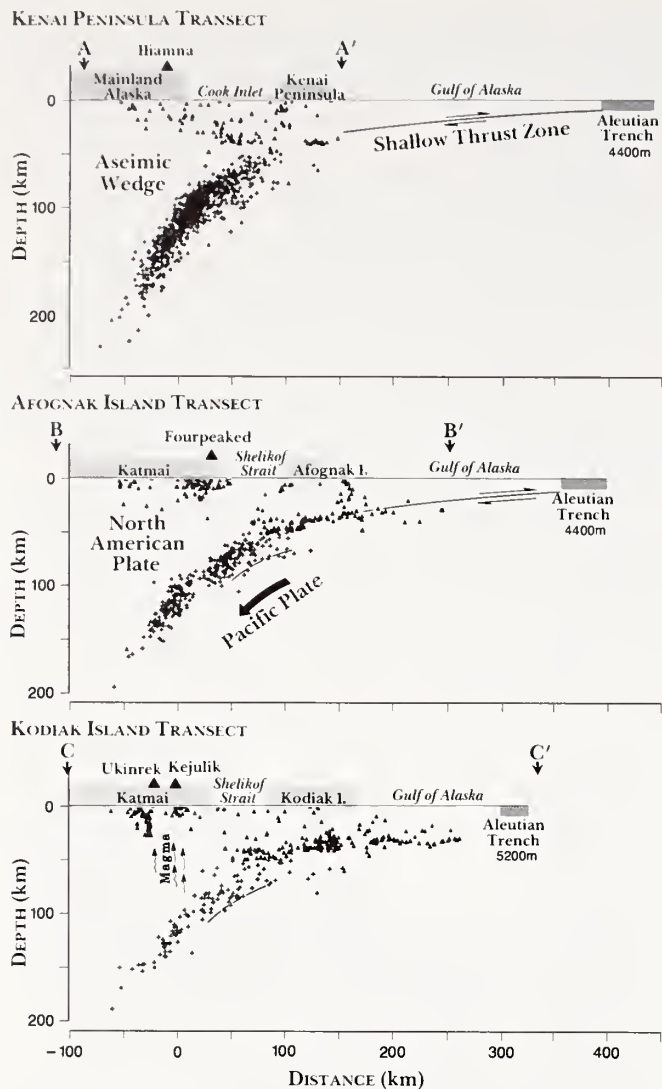 KENAI PENINSULA TRANSECT
A A′
Iliamna
Mainland Alaska
Cook Inlet
Kenai Peninsula
Gulf of Alaska
0
Shallow Thrust Zone
Aleutian Trench
4400m
Aseimic Wedge
100
200
DEPTH (km)
AFOGNAK ISLAND TRANSECT
B B′
Fourpeaked
Katmai
Shelikof Strait
Afognak I.
Gulf of Alaska
0
Aleutian Trench
4400m
North American Plate
100
Pacific Plate
200
DEPTH (km)
KODIAK ISLAND TRANSECT
C C′
Ukinrek Kejulik
Katmai
Shelikof Strait
Kodiak I.
Gulf of Alaska
0
Aleutian Trench
5200m
Magma
100
200
DEPTH (km)
−100 0 100 200 300 400
DISTANCE (km)